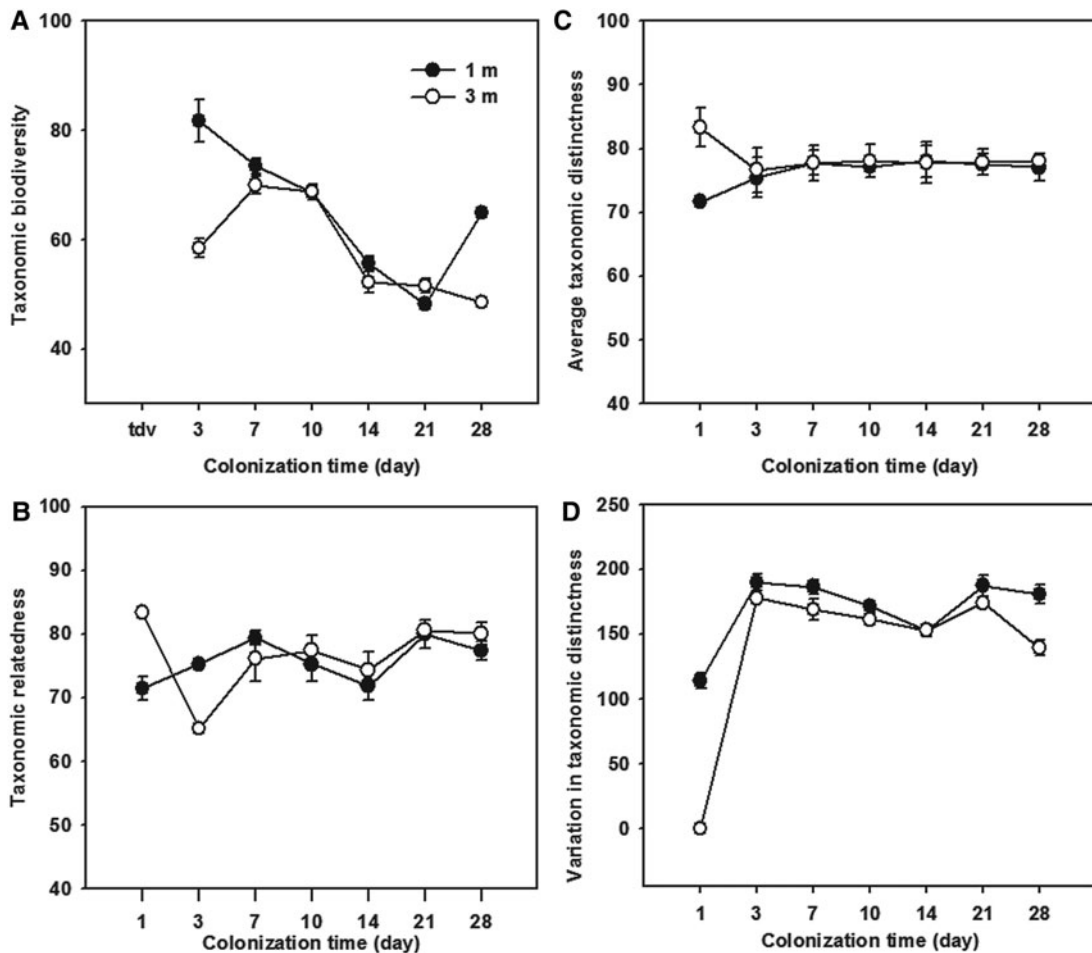 A
100
80
60
40
Taxonomic biodiversity
1 m
3 m
tdv 3 7 10 14 21 28
Colonization time (day)
B
100
90
80
70
60
40
Taxonomic relatedness
1 3 7 10 14 21 28
Colonization time (day)
C
100
90
80
70
60
50
40
Average taxonomic distinctness
1 3 7 10 14 21 28
Colonization time (day)
D
250
200
150
100
50
0
Variation in taxonomic distinctness
1 3 7 10 14 21 28
Colonization time (day)